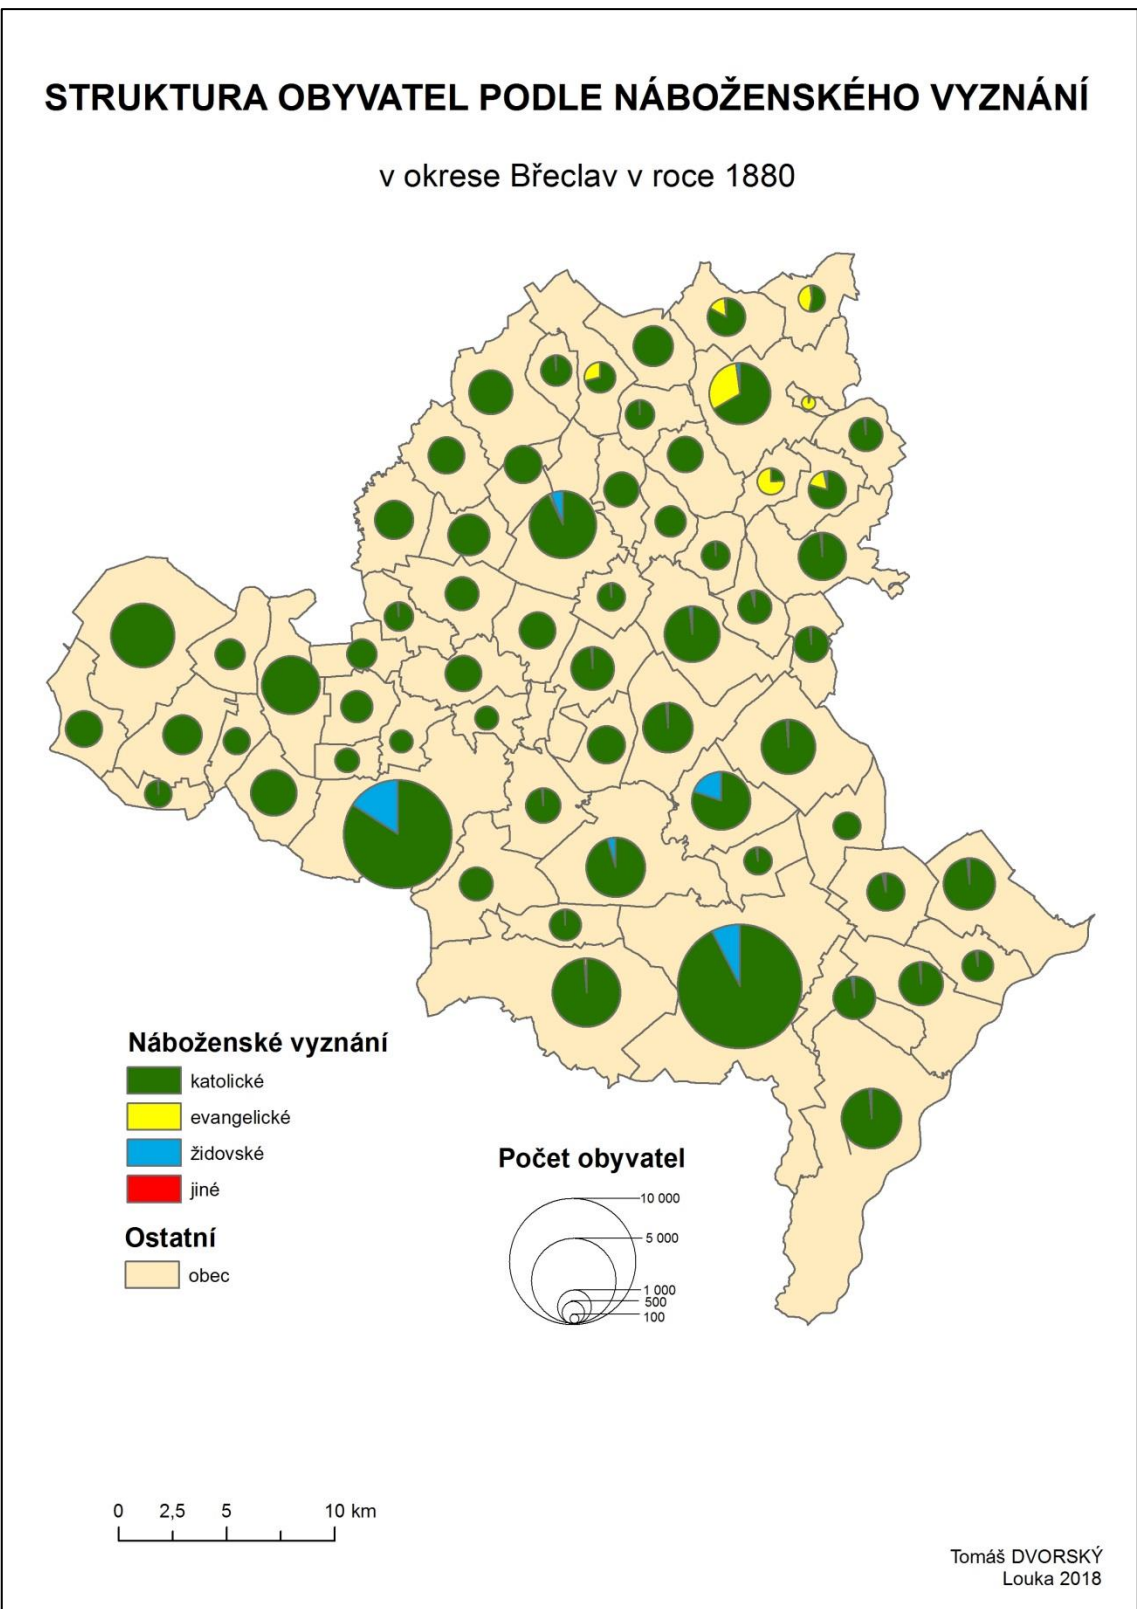 STRUKTURA OBYVATEL PODLE NÁBOŽENSKÉHO VYZNÁNÍ
v okrese Břeclav v roce 1880
Náboženské vyznání
katolické
evangelické
židovské
jiné
Ostatní
obec
Počet obyvatel
10 000
5 000
1 000
500
100
0 2,5 5 10 km
Tomáš DVORSKÝ
Louka 2018